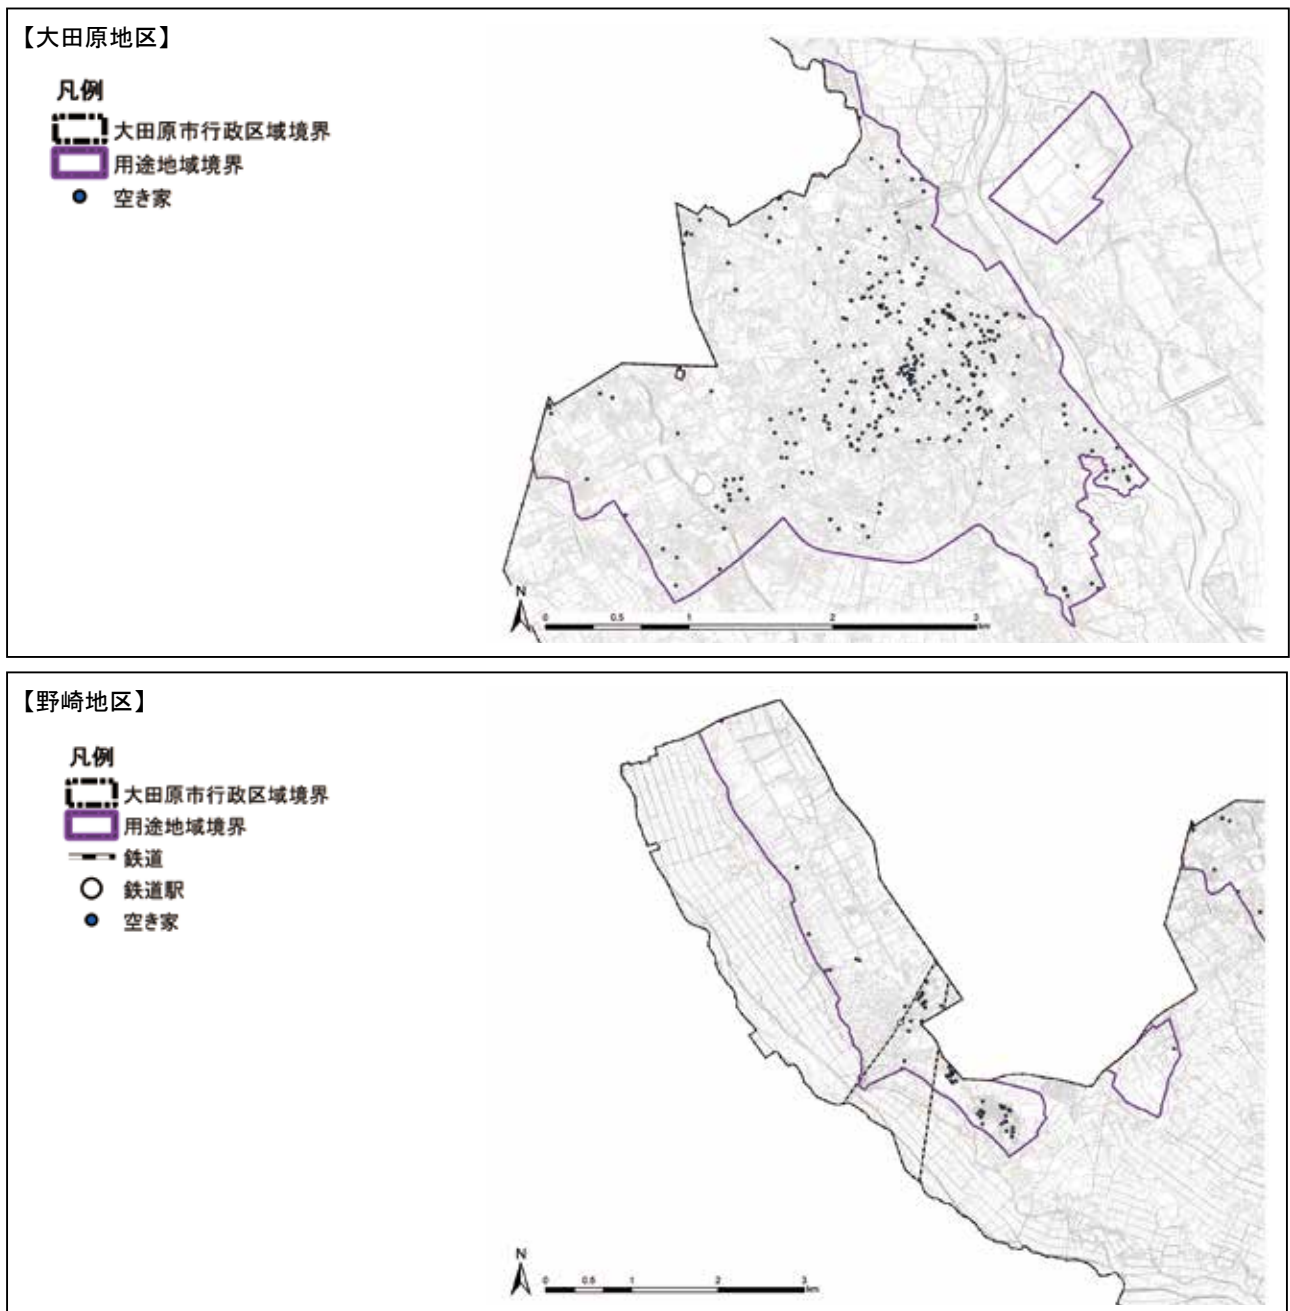 【大田原地区】
凡例
大田原市行政区域境界
用途地域境界
空き家
N
0 0.5 1 2 3
km
【野崎地区】
凡例
大田原市行政区域境界
用途地域境界
鉄道
鉄道駅
空き家
N
0 0.5 1 2 3
km